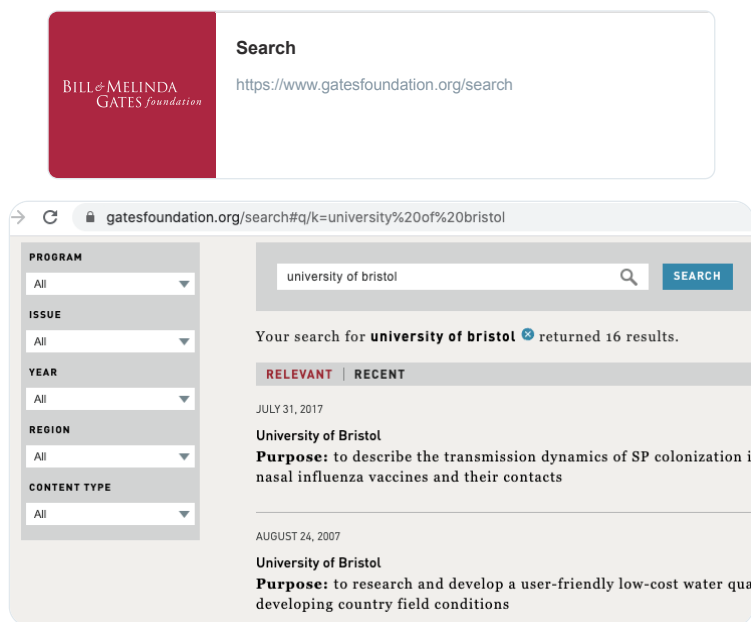 BILL & MELINDA
GATES foundation
Search
https://www.gatesfoundation.org/search
gatesfoundation.org/search#q/k=university%20of%20bristol
PROGRAM
All
ISSUE
All
YEAR
All
REGION
All
CONTENT TYPE
All
university of bristol
SEARCH
Your search for university of bristol returned 16 results.
RELEVANT | RECENT
JULY 31, 2017
University of Bristol
Purpose: to describe the transmission dynamics of SP colonization
nasal influenza vaccines and their contacts
AUGUST 24, 2007
University of Bristol
Purpose: to research and develop a user-friendly low-cost water
developing country field conditions